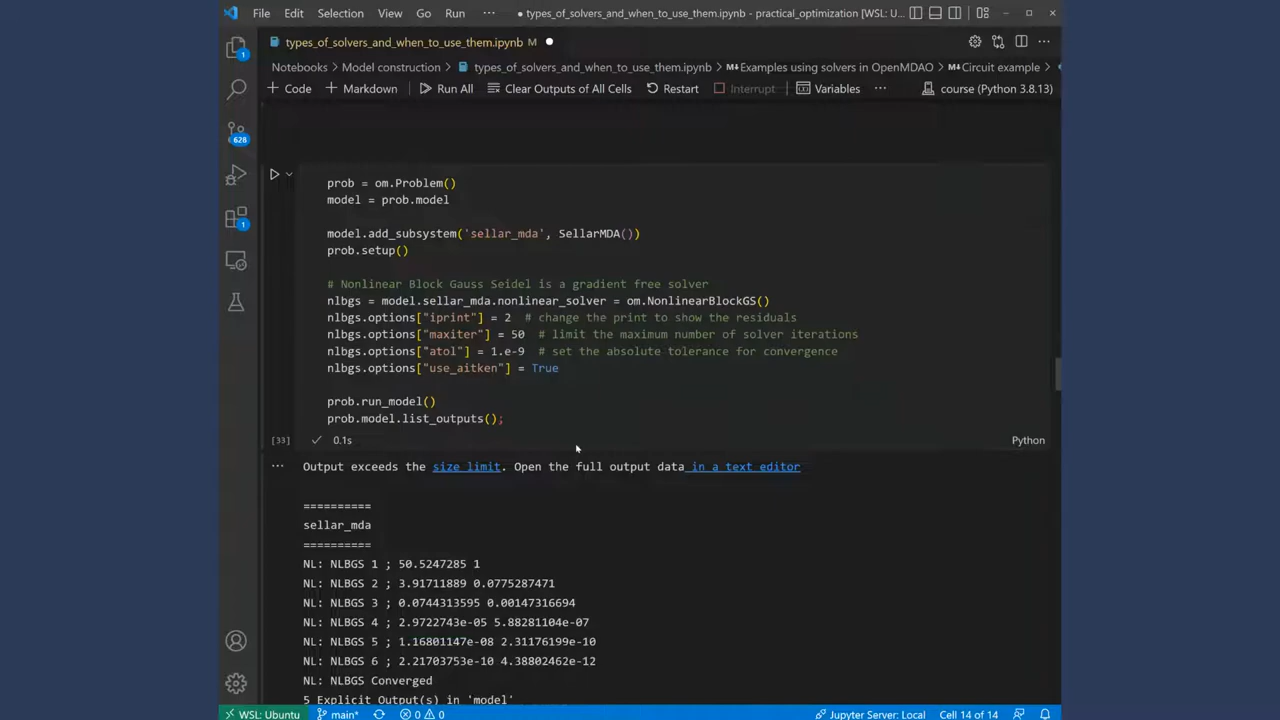 File Edit Selection View Go Run ··· ● types_of_solvers_and_when_to_use_them.ipynb - practical_optimization [WSL: U...
types_of_solvers_and_when_to_use_them.ipynb M ●
Notebooks > Model construction > types_of_solvers_and_when_to_use_them.ipynb > M↓Examples using solvers in OpenMDAO > M↓Circuit example >
+ Code + Markdown Run All Clear Outputs of All Cells Restart Interrupt Variables ··· course (Python 3.8.13)
1
628
1
prob = om.Problem()
model = prob.model
model.add_subsystem('sellar_mda', SellarMDA())
prob.setup()
# Nonlinear Block Gauss Seidel is a gradient free solver
nlbgs = model.sellar_mda.nonlinear_solver = om.NonlinearBlockGS()
nlbgs.options["iprint"] = 2 # change the print to show the residuals
nlbgs.options["maxiter"] = 50 # limit the maximum number of solver iterations
nlbgs.options["atol"] = 1.e-9 # set the absolute tolerance for convergence
nlbgs.options["use_aitken"] = True
prob.run_model()
prob.model.list_outputs();
[33] ✓ 0.1s Python
··· Output exceeds the size limit. Open the full output data in a text editor
==========
sellar_mda
==========
NL: NLBGS 1 ; 50.5247285 1
NL: NLBGS 2 ; 3.91711889 0.0775287471
NL: NLBGS 3 ; 0.0744313595 0.00147316694
NL: NLBGS 4 ; 2.9722743e-05 5.88281104e-07
NL: NLBGS 5 ; 1.16801147e-08 2.31176199e-10
NL: NLBGS 6 ; 2.21703753e-10 4.38802462e-12
NL: NLBGS Converged
5 Explicit Output(s) in 'model'
WSL: Ubuntu main* 0 0 Jupyter Server: Local Cell 14 of 14